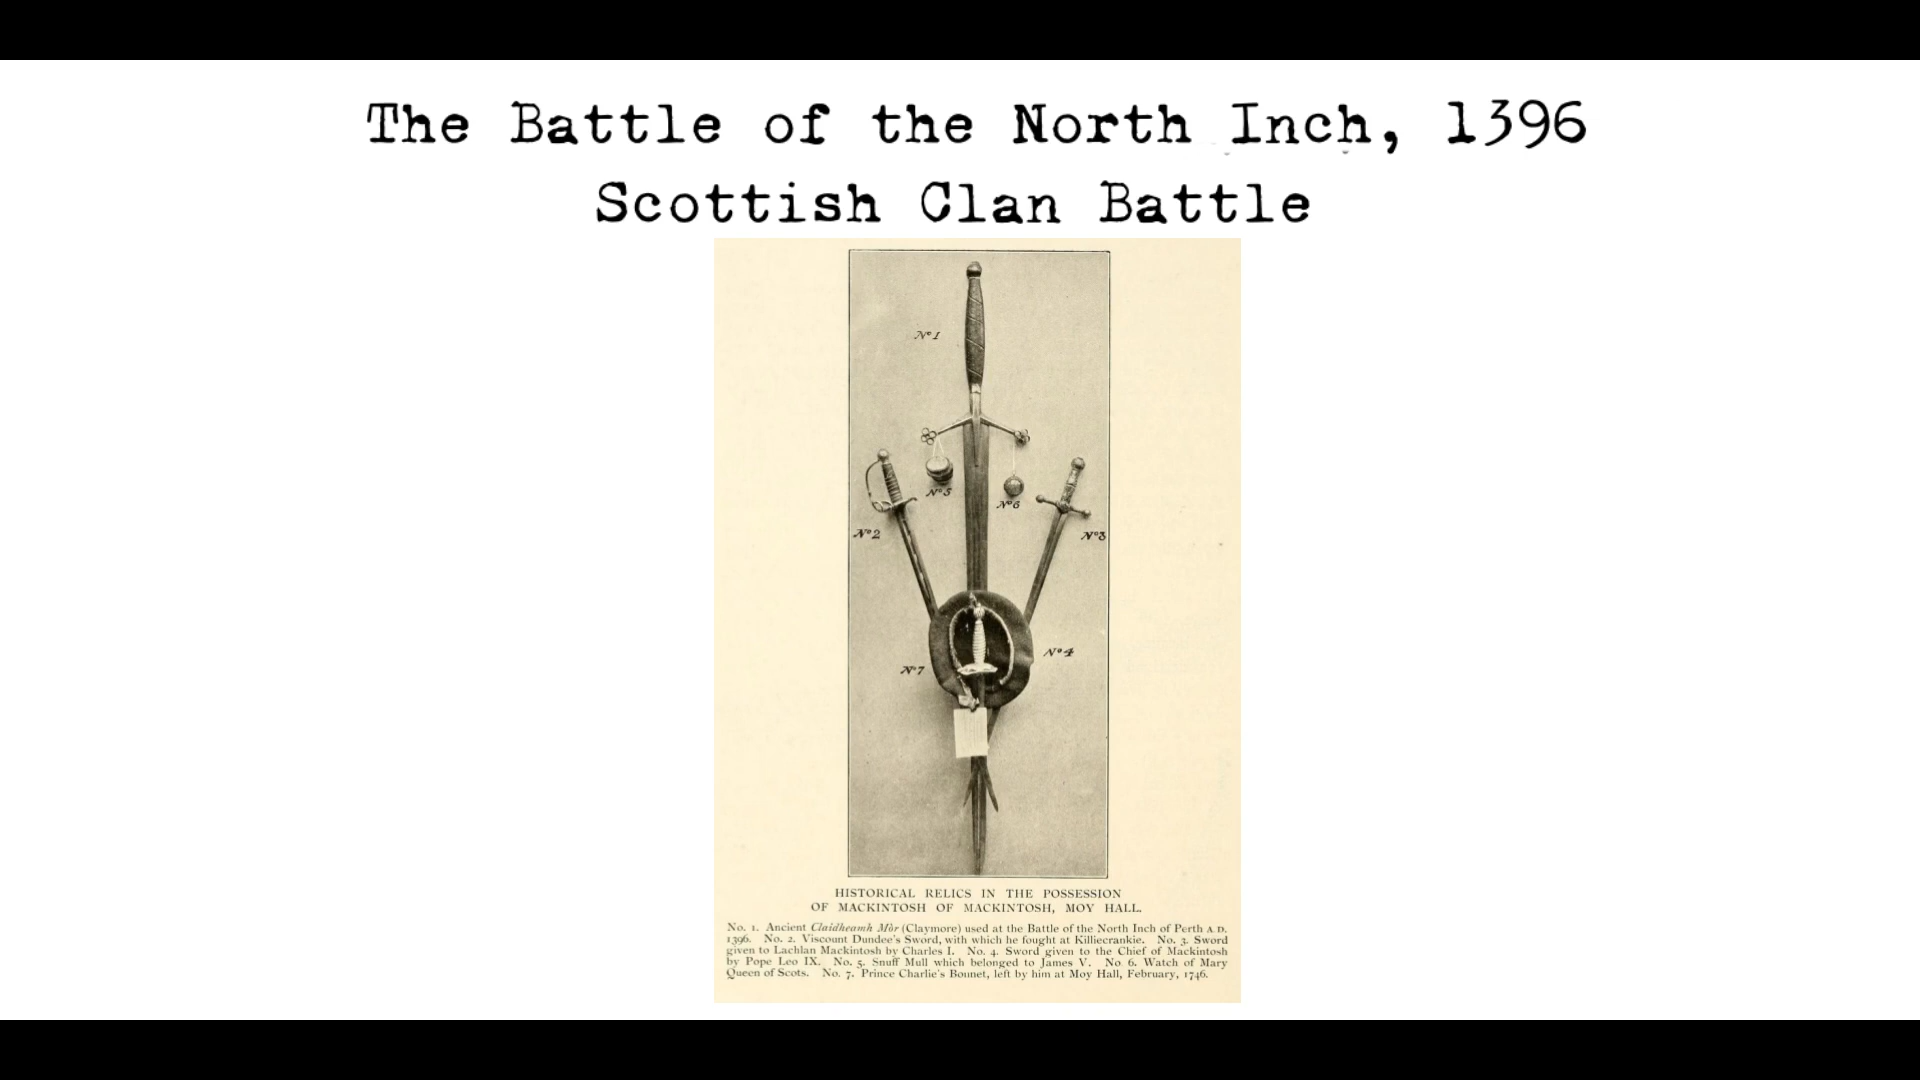 The Battle of the North Inch, 1396
Scottish Clan Battle
Nº1
Nº5
Nº6
Nº2
Nº3
Nº4
Nº7
HISTORICAL RELICS IN THE POSSESSION
OF MACKINTOSH OF MACKINTOSH, MOY HALL.
No. 1. Ancient Claidheamh Mòr (Claymore) used at the Battle of the North Inch of Perth A.D.
1396. No. 2. Viscount Dundee's Sword, with which he fought at Killiecrankie. No. 3. Sword
given to Lachlan Mackintosh by Charles I. No. 4. Sword given to the Chief of Mackintosh
by Pope Leo IX. No. 5. Snuff Mull which belonged to James V. No 6. Watch of Mary
Queen of Scots. No. 7. Prince Charlie's Bonnet, left by him at Moy Hall, February, 1746.